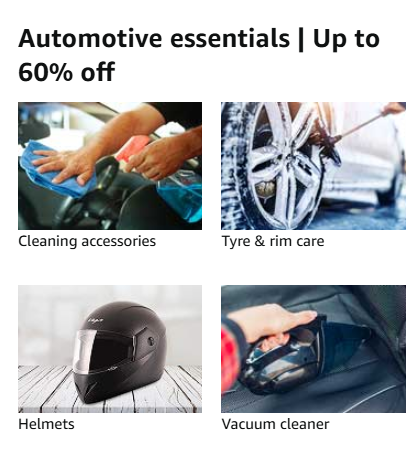 Automotive essentials | Up to
60% off
Cleaning accessories
Tyre & rim care
Helmets
Vacuum cleaner